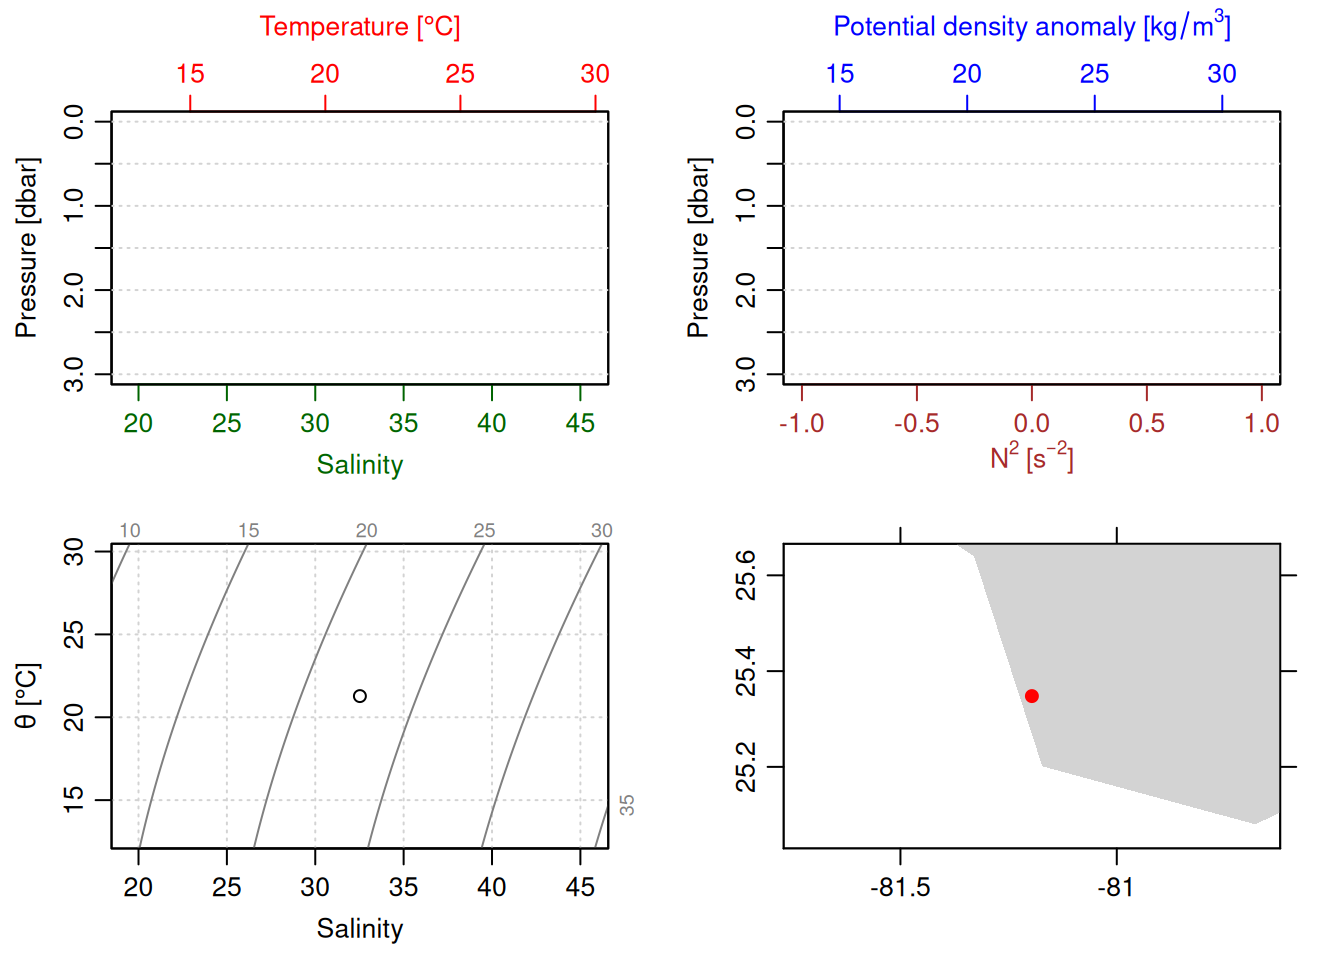 Temperature [°C]
15 20 25 30
Pressure [dbar]
0.0 1.0 2.0 3.0
20 25 30 35 40 45
Salinity
Potential density anomaly [kg/m³]
15 20 25 30
Pressure [dbar]
0.0 1.0 2.0 3.0
-1.0 -0.5 0.0 0.5 1.0
N² [s⁻²]
10 15 20 25 30
θ [°C]
30 25 20 15
35
20 25 30 35 40 45
Salinity
25.6 25.4 25.2
-81.5 -81